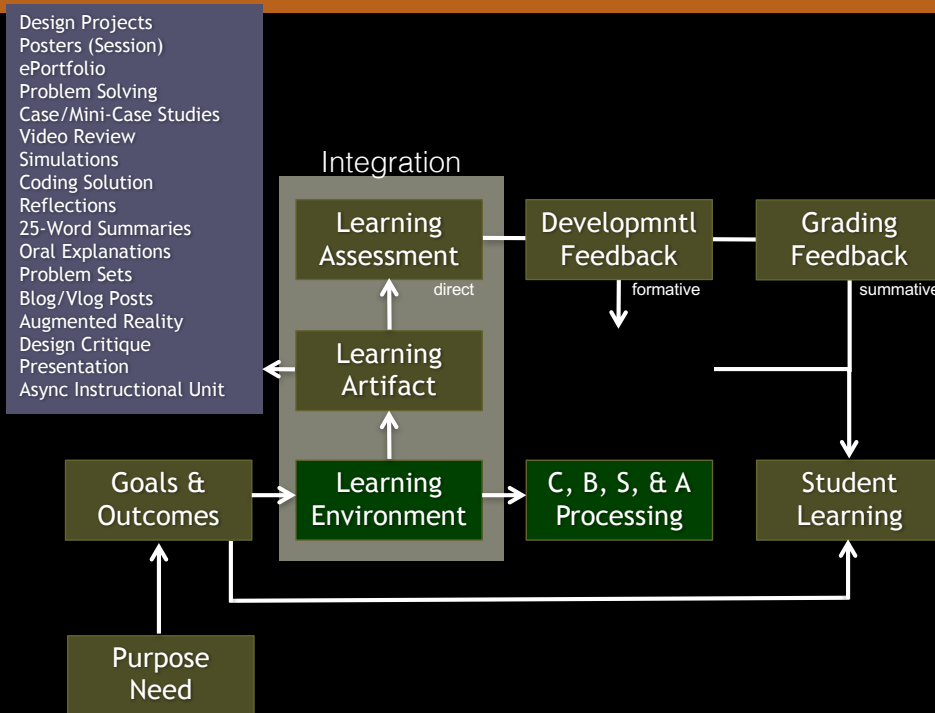 Design Projects
Posters (Session)
ePortfolio
Problem Solving
Case/Mini-Case Studies
Video Review
Simulations
Coding Solution
Reflections
25-Word Summaries
Oral Explanations
Problem Sets
Blog/Vlog Posts
Augmented Reality
Design Critique
Presentation
Async Instructional Unit
Integration
Learning
Assessment
direct
Developmntl
Feedback
formative
Grading
Feedback
summative
Learning
Artifact
Goals &
Outcomes
Learning
Environment
C, B, S, & A
Processing
Student
Learning
Purpose
Need